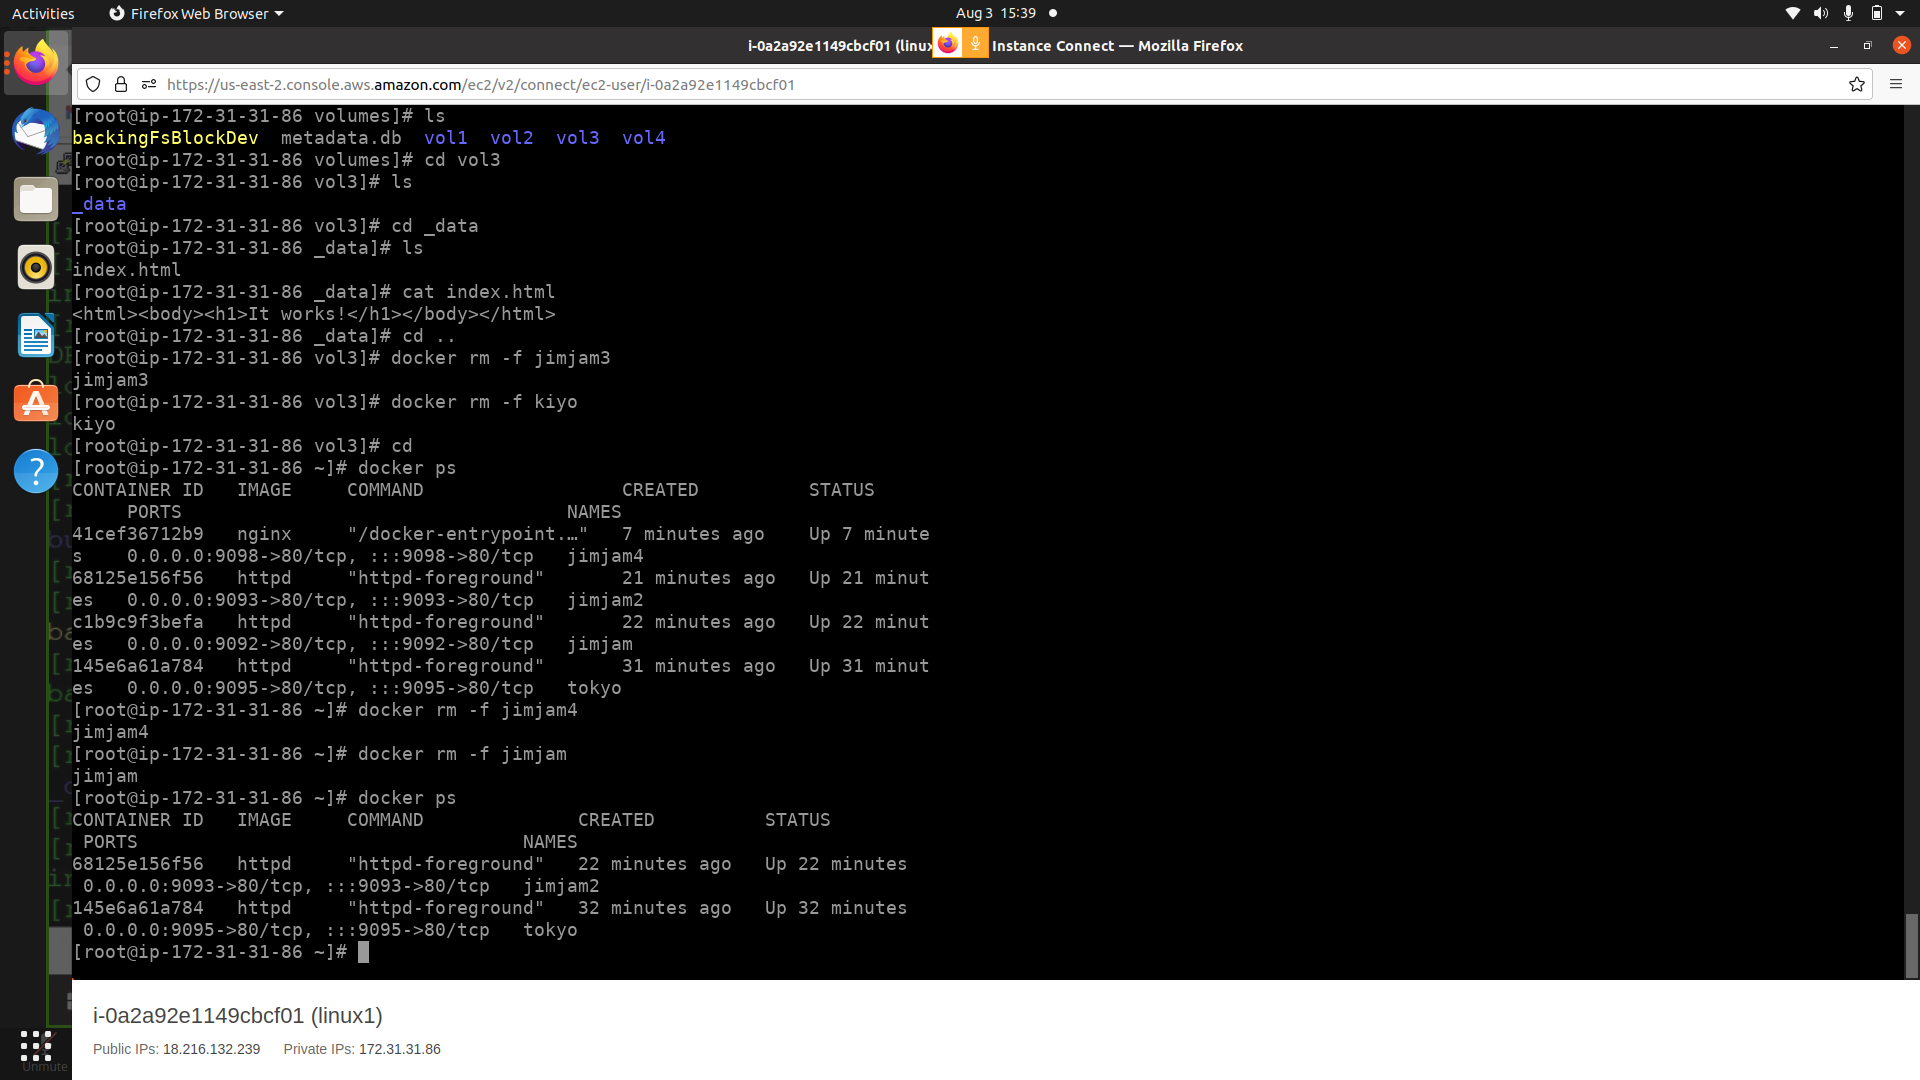 Activities
Firefox Web Browser
Aug 3 15:39
i-0a2a92e1149cbcf01 (linux
Instance Connect — Mozilla Firefox
https://us-east-2.console.aws.amazon.com/ec2/v2/connect/ec2-user/i-0a2a92e1149cbcf01
[root@ip-172-31-31-86 volumes]# ls
backingFsBlockDev  metadata.db  vol1  vol2  vol3  vol4
[root@ip-172-31-31-86 volumes]# cd vol3
[root@ip-172-31-31-86 vol3]# ls
_data
[root@ip-172-31-31-86 vol3]# cd _data
[root@ip-172-31-31-86 _data]# ls
index.html
[root@ip-172-31-31-86 _data]# cat index.html
<html><body><h1>It works!</h1></body></html>
[root@ip-172-31-31-86 _data]# cd ..
[root@ip-172-31-31-86 vol3]# docker rm -f jimjam3
jimjam3
[root@ip-172-31-31-86 vol3]# docker rm -f kiyo
kiyo
[root@ip-172-31-31-86 vol3]# cd
[root@ip-172-31-31-86 ~]# docker ps
CONTAINER ID   IMAGE     COMMAND                  CREATED          STATUS
     PORTS                                   NAMES
41cef36712b9   nginx     "/docker-entrypoint.…"   7 minutes ago    Up 7 minute
s    0.0.0.0:9098->80/tcp, :::9098->80/tcp   jimjam4
68125e156f56   httpd     "httpd-foreground"       21 minutes ago   Up 21 minut
es   0.0.0.0:9093->80/tcp, :::9093->80/tcp   jimjam2
c1b9c9f3befa   httpd     "httpd-foreground"       22 minutes ago   Up 22 minut
es   0.0.0.0:9092->80/tcp, :::9092->80/tcp   jimjam
145e6a61a784   httpd     "httpd-foreground"       31 minutes ago   Up 31 minut
es   0.0.0.0:9095->80/tcp, :::9095->80/tcp   tokyo
[root@ip-172-31-31-86 ~]# docker rm -f jimjam4
jimjam4
[root@ip-172-31-31-86 ~]# docker rm -f jimjam
jimjam
[root@ip-172-31-31-86 ~]# docker ps
CONTAINER ID   IMAGE     COMMAND              CREATED          STATUS
 PORTS                                   NAMES
68125e156f56   httpd     "httpd-foreground"   22 minutes ago   Up 22 minutes
 0.0.0.0:9093->80/tcp, :::9093->80/tcp   jimjam2
145e6a61a784   httpd     "httpd-foreground"   32 minutes ago   Up 32 minutes
 0.0.0.0:9095->80/tcp, :::9095->80/tcp   tokyo
[root@ip-172-31-31-86 ~]#
i-0a2a92e1149cbcf01 (linux1)
Public IPs: 18.216.132.239 Private IPs: 172.31.31.86
Unmute